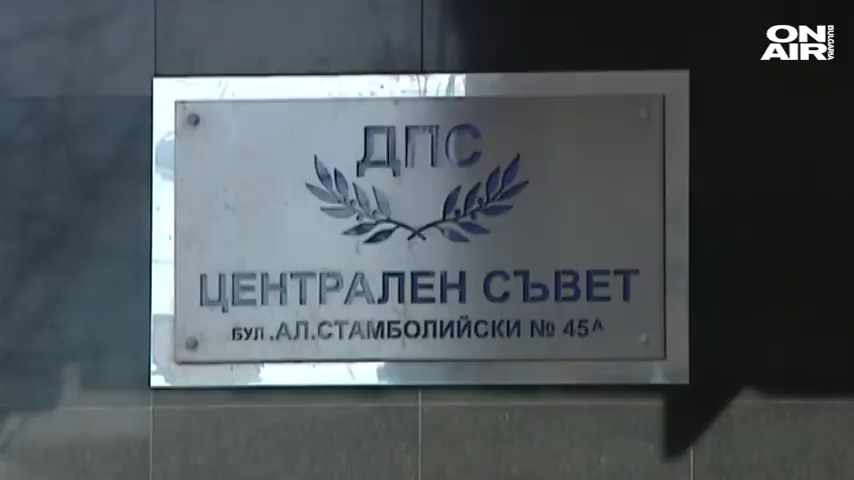 ON
AIR
BULGARIA
ДПС
ЦЕНТРАЛЕН СЪВЕТ
БУЛ.АЛ.СТАМБОЛИЙСКИ № 45А